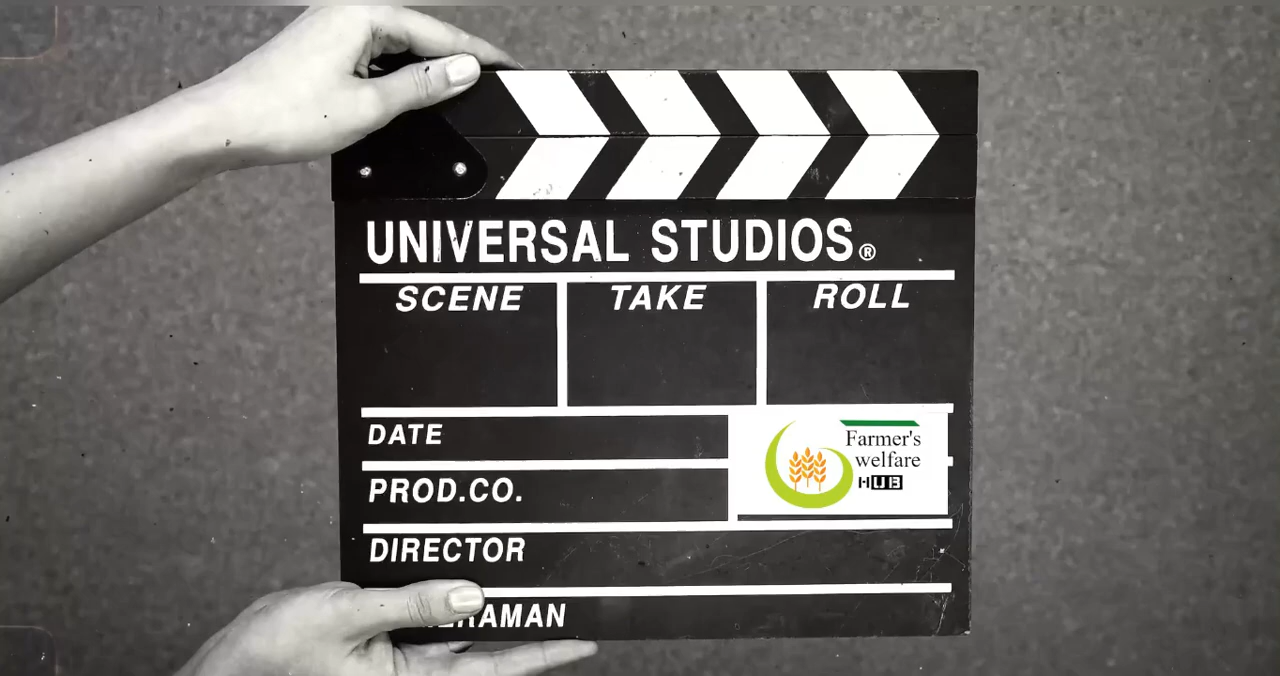 UNIVERSAL STUDIOS®
SCENE TAKE ROLL
DATE
PROD.CO.
Farmer's
welfare
HUB
DIRECTOR
ERAMAN